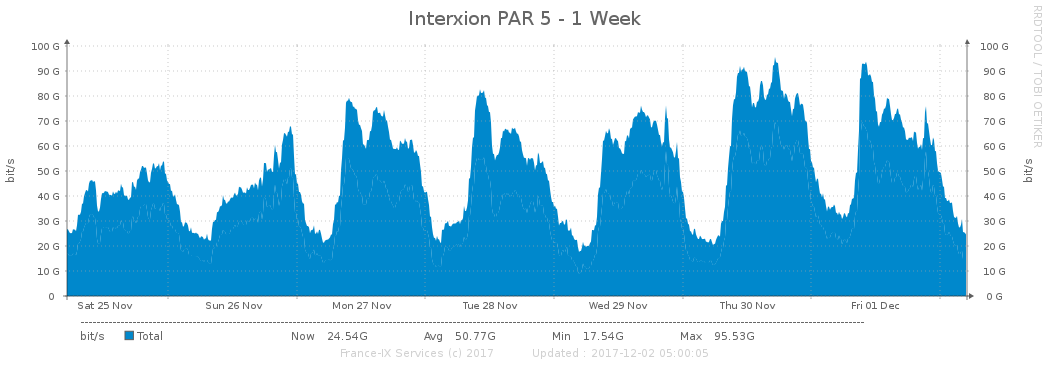 Interxion PAR 5 - 1 Week
RRDTOOL / TOBI OETIKER
100 G 100 G
90 G 90 G
80 G 80 G
70 G 70 G
60 G 60 G
50 G 50 G
40 G 40 G
30 G 30 G
20 G 20 G
10 G 10 G
0 0 G
bit/s
bit/s
Sat 25 Nov Sun 26 Nov Mon 27 Nov Tue 28 Nov Wed 29 Nov Thu 30 Nov Fri 01 Dec
bit/s Total Now 24.54G Avg 50.77G Min 17.54G Max 95.53G
France-IX Services (c) 2017 Updated : 2017-12-02 05:00:05